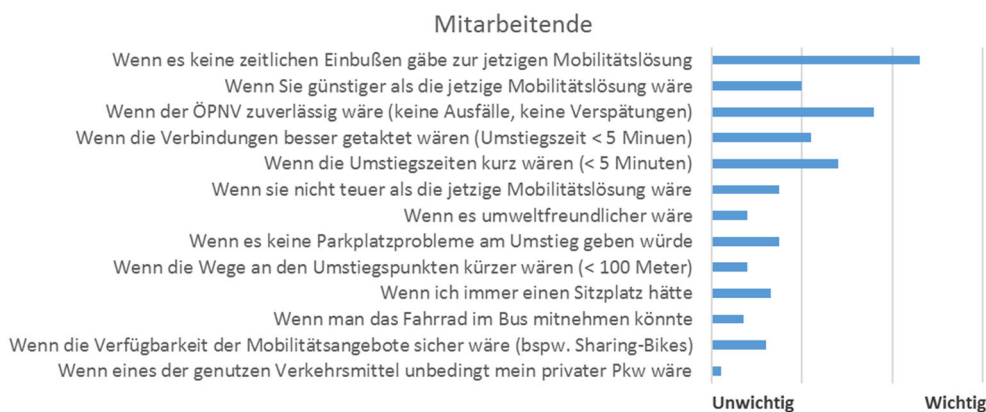 Mitarbeitende
Wenn es keine zeitlichen Einbußen gäbe zur jetzigen Mobilitätslösung
Wenn Sie günstiger als die jetzige Mobilitätslösung wäre
Wenn der ÖPNV zuverlässig wäre (keine Ausfälle, keine Verspätungen)
Wenn die Verbindungen besser getaktet wären (Umstiegszeit < 5 Minuen)
Wenn die Umstiegszeiten kurz wären (< 5 Minuten)
Wenn sie nicht teuer als die jetzige Mobilitätslösung wäre
Wenn es umweltfreundlicher wäre
Wenn es keine Parkplatzprobleme am Umstieg geben würde
Wenn die Wege an den Umstiegspunkten kürzer wären (< 100 Meter)
Wenn ich immer einen Sitzplatz hätte
Wenn man das Fahrrad im Bus mitnehmen könnte
Wenn die Verfügbarkeit der Mobilitätsangebote sicher wäre (bspw. Sharing-Bikes)
Wenn eines der genutzen Verkehrsmittel unbedingt mein privater Pkw wäre
Unwichtig Wichtig